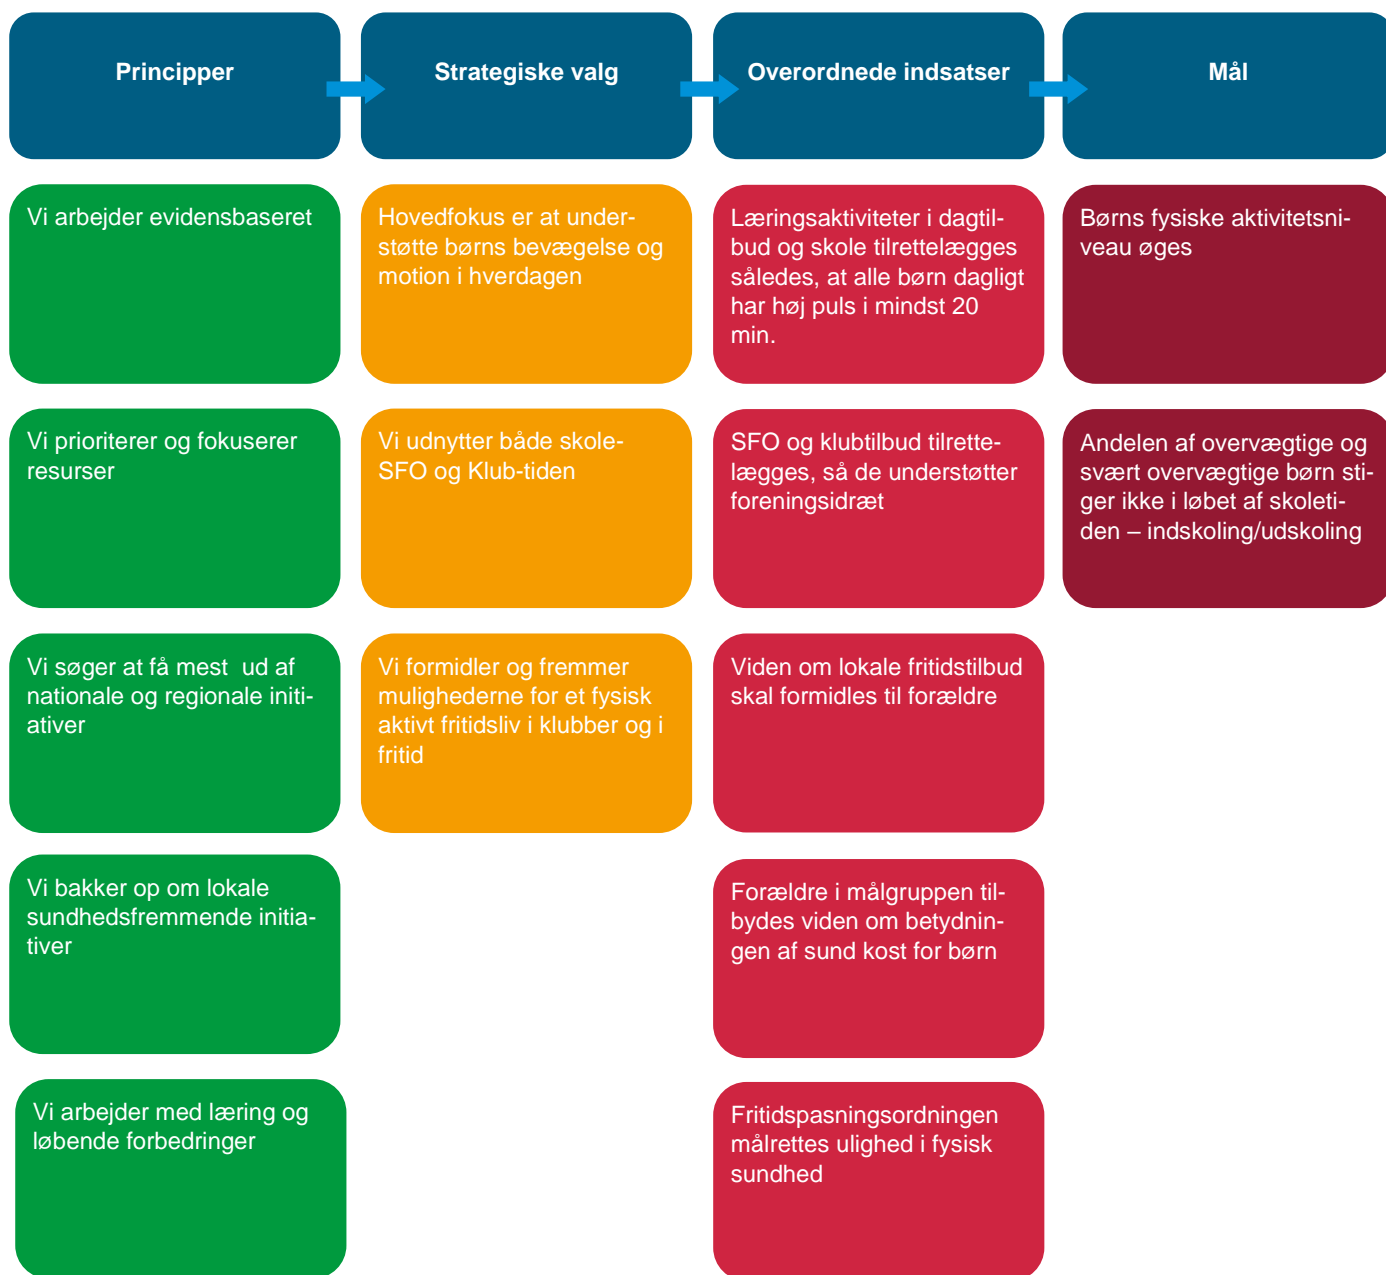 Principper
Strategiske valg
Overordnede indsatser
Mål
Vi arbejder evidensbaseret
Vi prioriterer og fokuserer
resurser
Vi søger at få mest  ud af
nationale og regionale initi-
ativer
Vi bakker op om lokale
sundhedsfremmende initia-
tiver
Vi arbejder med læring og
løbende forbedringer
Hovedfokus er at under-
støtte børns bevægelse og
motion i hverdagen
Vi udnytter både skole-
SFO og Klub-tiden
Vi formidler og fremmer
mulighederne for et fysisk
aktivt fritidsliv i klubber og i
fritid
Læringsaktiviteter i dagtil-
bud og skole tilrettelægges
således, at alle børn dagligt
har høj puls i mindst 20
min.
SFO og klubtilbud tilrette-
lægges, så de understøtter
foreningsidræt
Viden om lokale fritidstilbud
skal formidles til forældre
Forældre i målgruppen til-
bydes viden om betydnin-
gen af sund kost for børn
Fritidspasningsordningen
målrettes ulighed i fysisk
sundhed
Børns fysiske aktivitetsni-
veau øges
Andelen af overvægtige og
svært overvægtige børn sti-
ger ikke i løbet af skoleti-
den – indskoling/udskoling